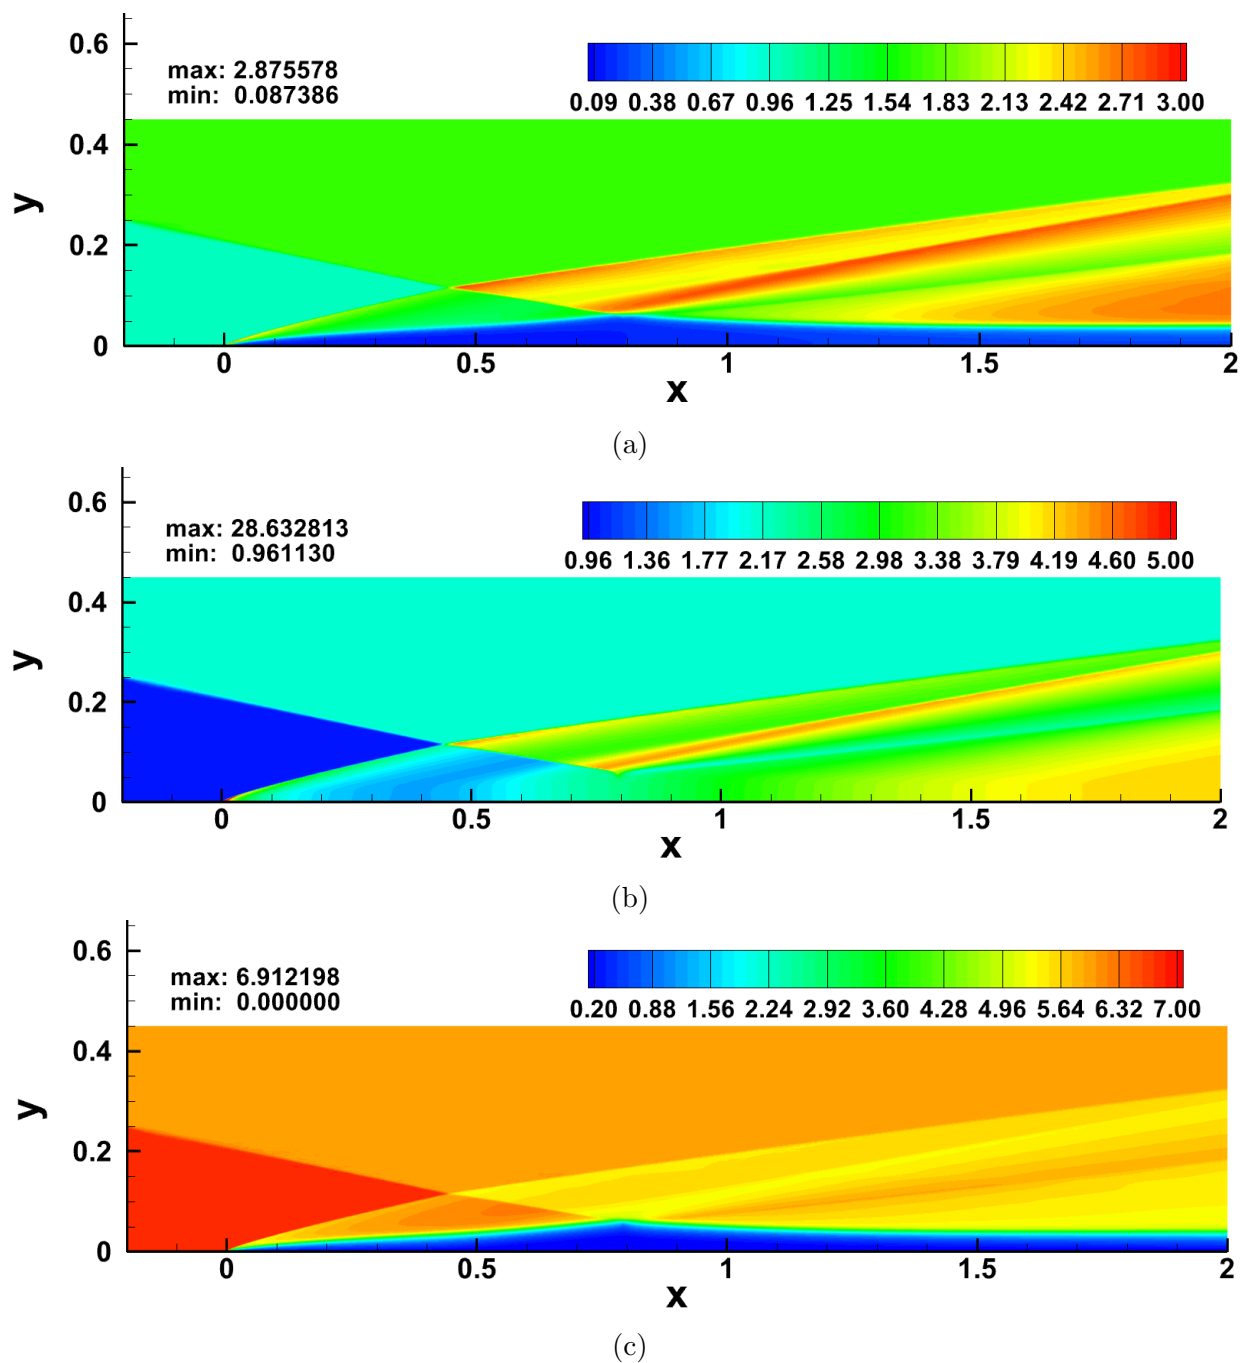 0.6
max: 2.875578
min: 0.087386
0.09 0.38 0.67 0.96 1.25 1.54 1.83 2.13 2.42 2.71 3.00
0.4
y
0.2
0
0 0.5 1 1.5 2
x
(a)
0.6
max: 28.632813
min: 0.961130
0.96 1.36 1.77 2.17 2.58 2.98 3.38 3.79 4.19 4.60 5.00
0.4
y
0.2
0
0 0.5 1 1.5 2
x
(b)
0.6
max: 6.912198
min: 0.000000
0.20 0.88 1.56 2.24 2.92 3.60 4.28 4.96 5.64 6.32 7.00
0.4
y
0.2
0
0 0.5 1 1.5 2
x
(c)